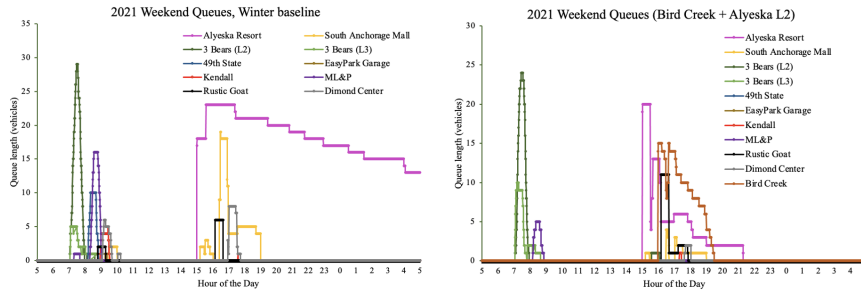 2021 Weekend Queues, Winter baseline
35
30
25
20
15
10
5
0
Queue length (vehicles)
Alyeska Resort
3 Bears (L2)
49th State
Kendall
Rustic Goat
South Anchorage Mall
3 Bears (L3)
EasyPark Garage
ML&P
Dimond Center
5 6 7 8 9 10 11 12 13 14 15 16 17 18 19 20 21 22 23 0 1 2 3 4 5
Hour of the Day
2021 Weekend Queues (Bird Creek + Alyeska L2)
30
25
20
15
10
5
0
Queue length (vehicles)
Alyeska Resort
South Anchorage Mall
3 Bears (L2)
3 Bears (L3)
49th State
EasyPark Garage
Kendall
ML&P
Rustic Goat
Dimond Center
Bird Creek
5 6 7 8 9 10 11 12 13 14 15 16 17 18 19 20 21 22 23 0 1 2 3 4
Hour of the Day